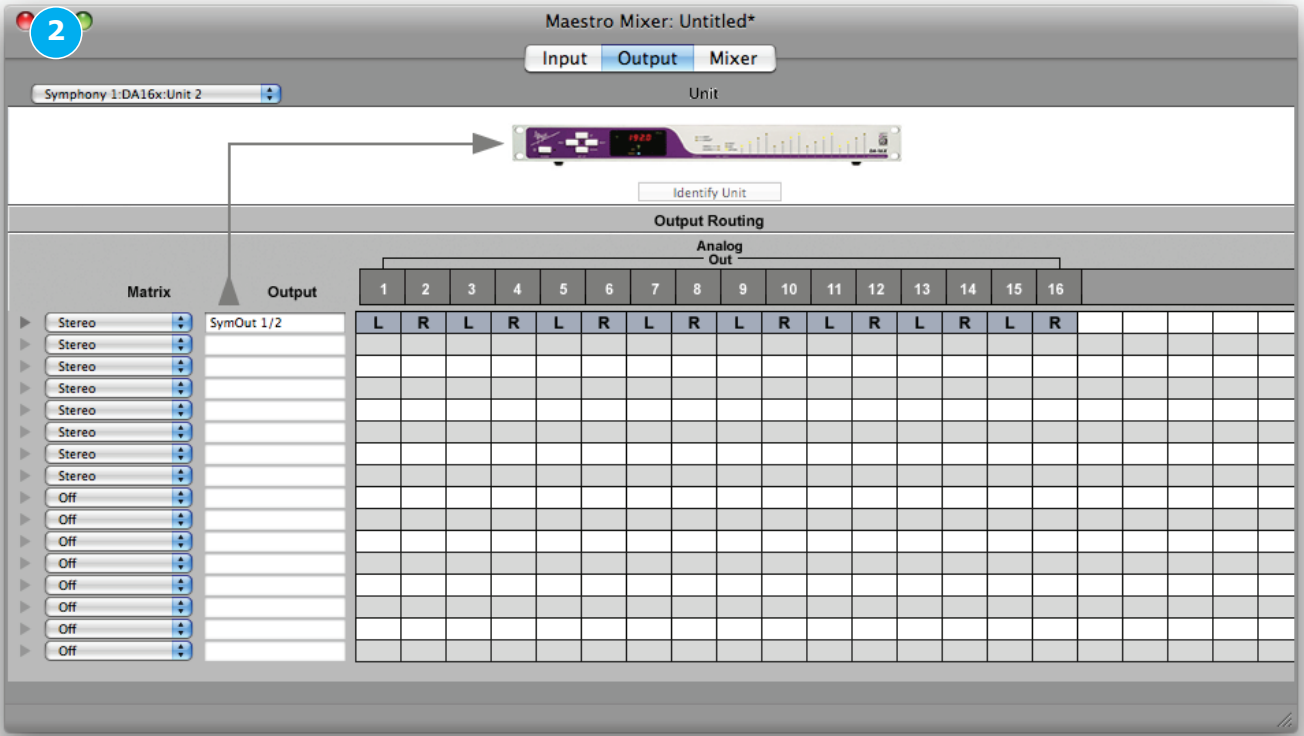 2
Maestro Mixer: Untitled*
Input Output Mixer
Symphony 1:DA16x:Unit 2
Unit
192.0
Identify Unit
Output Routing
Analog
Out
Matrix Output 1 2 3 4 5 6 7 8 9 10 11 12 13 14 15 16
Stereo SymOut 1/2 L R L R L R L R L R L R L R L R
Stereo
Stereo
Stereo
Stereo
Stereo
Stereo
Stereo
Off
Off
Off
Off
Off
Off
Off
Off